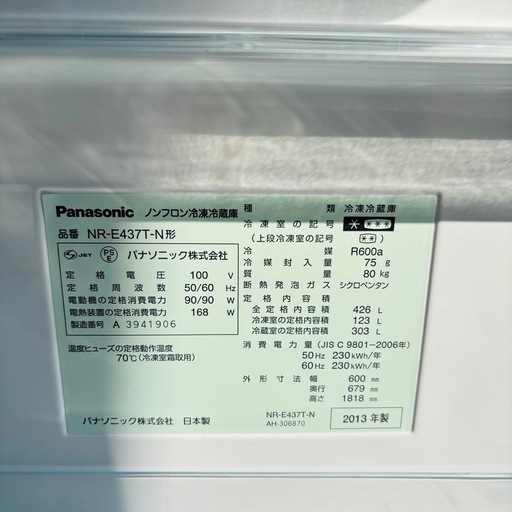 Panasonic ノンフロン冷凍冷蔵庫
品番 NR-E437T-N形
JET PS E パナソニック株式会社
定格電圧 100 V
定格周波数 50/60 Hz
電動機の定格消費電力 90/90 W
電熱装置の定格消費電力 168 W
製造番号 A 3941906
温度ヒューズの定格動作温度
70℃(冷凍室霜取用)
パナソニック株式会社 日本製
種類 冷凍冷蔵庫
冷凍室の記号 * ***
(上段冷凍室の記号 ** )
冷媒 R600a
冷媒封入量 75 g
質量 80 kg
断熱発泡ガス シクロペンタン
定格内容積
全定格内容積 426 L
冷凍室の定格内容積 123 L
冷蔵室の定格内容積 303 L
消費電力量(JIS C 9801-2006年)
50Hz 230kWh/年
60Hz 230kWh/年
外形寸法 幅 600 mm
奥行 679 mm
高さ 1818 mm
NR-E437T-N
AH-306870
2013年製